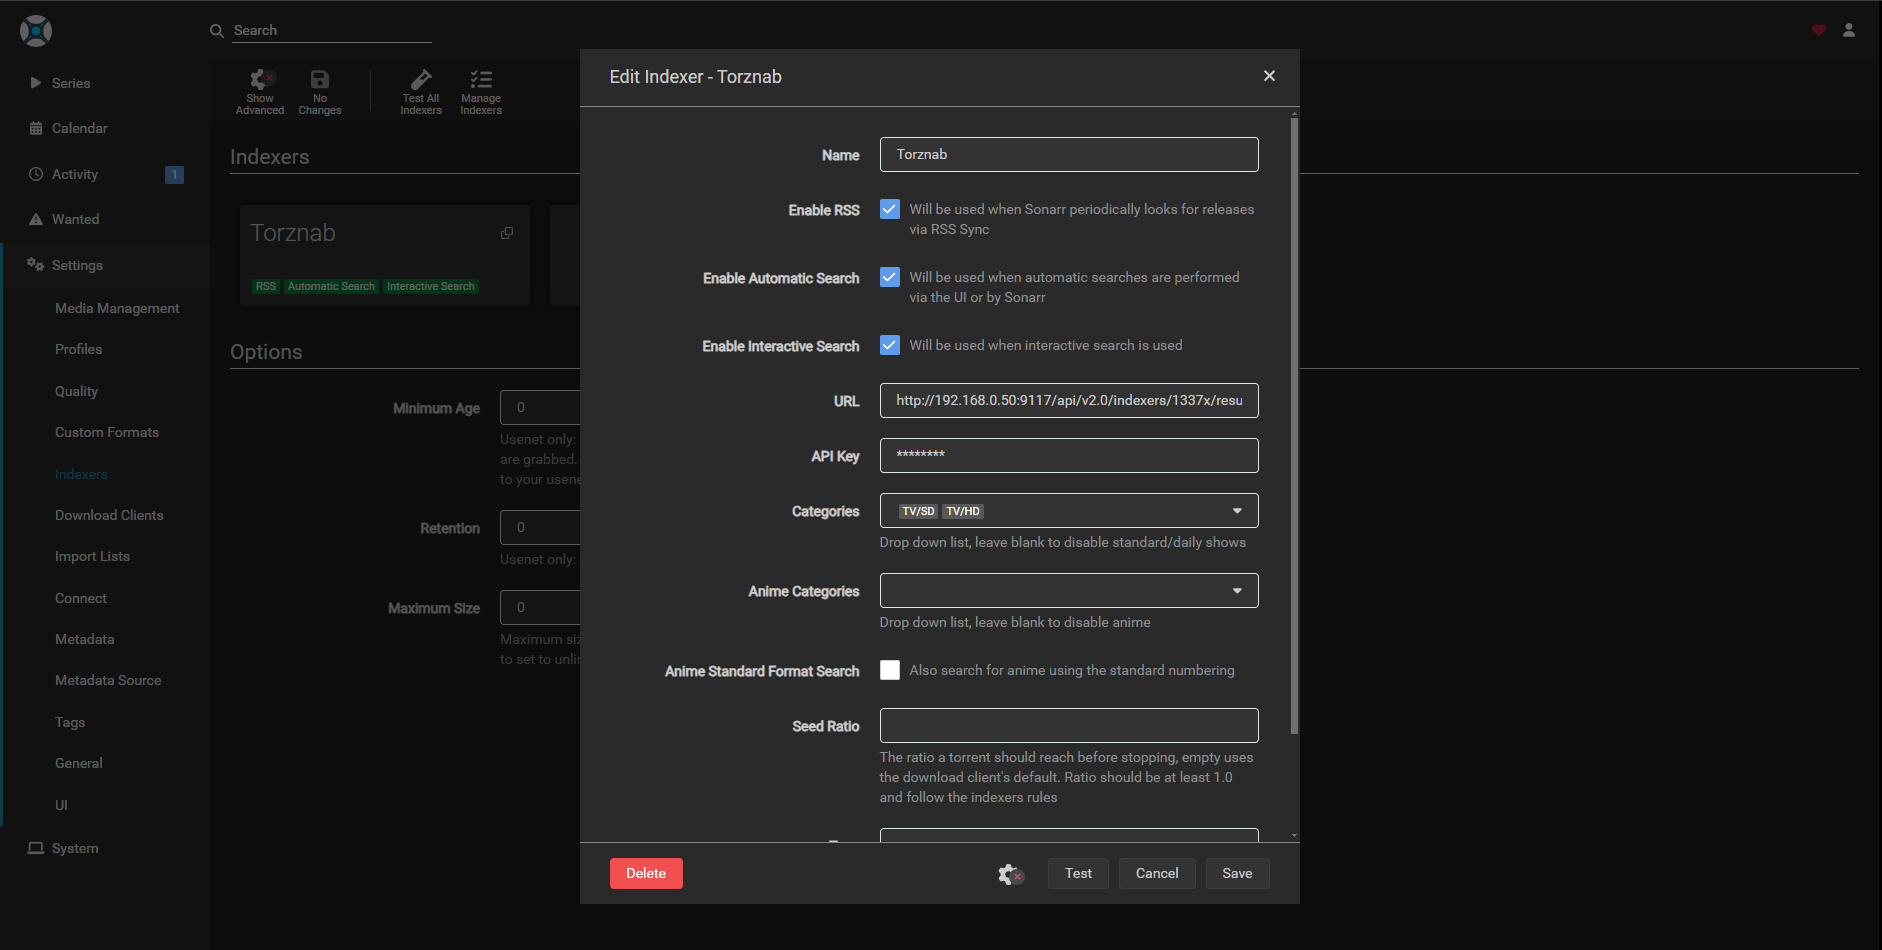 Search
Series
Calendar
Activity
1
Wanted
Settings
Media Management
Profiles
Quality
Custom Formats
Indexers
Download Clients
Import Lists
Connect
Metadata
Metadata Source
Tags
General
UI
System
Show
Advanced
No
Changes
Test All
Indexers
Manage
Indexers
Indexers
Torznab
RSS Automatic Search Interactive Search
Options
Minimum Age
0
Usenet only:
are grabbed.
to your usene
Retention
0
Usenet only:
Maximum Size
0
Maximum siz
to set to unlin
Edit Indexer - Torznab
Name
Torznab
Enable RSS
Will be used when Sonarr periodically looks for releases
via RSS Sync
Enable Automatic Search
Will be used when automatic searches are performed
via the UI or by Sonarr
Enable Interactive Search
Will be used when interactive search is used
URL
http://192.168.0.50:9117/api/v2.0/indexers/1337x/resu
API Key
********
Categories
TV/SD TV/HD
Drop down list, leave blank to disable standard/daily shows
Anime Categories
Drop down list, leave blank to disable anime
Anime Standard Format Search
Also search for anime using the standard numbering
Seed Ratio
The ratio a torrent should reach before stopping, empty uses
the download client's default. Ratio should be at least 1.0
and follow the indexers rules
Delete
Test
Cancel
Save